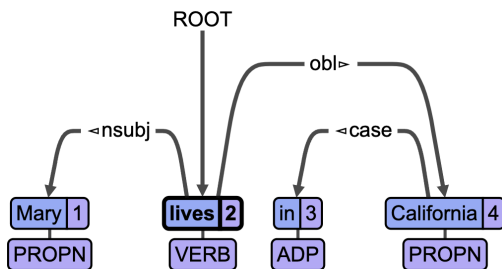 ROOT
obl▹
◃nsubj
◃case
Mary 1 lives 2 in 3 California 4
PROPN VERB ADP PROPN